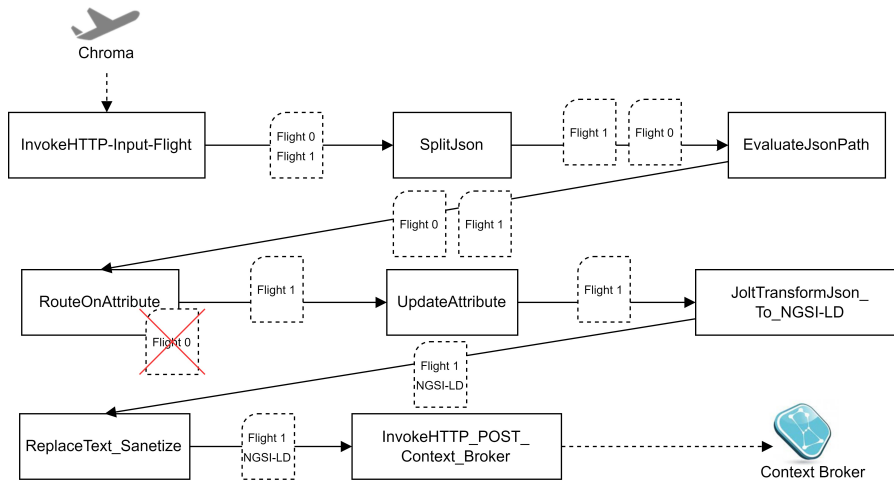 Chroma
InvokeHTTP-Input-Flight
Flight 0
Flight 1
SplitJson
Flight 1
Flight 0
EvaluateJsonPath
Flight 0
Flight 1
RouteOnAttribute
Flight 0
Flight 1
UpdateAttribute
Flight 1
JoltTransformJson_
To_NGSI-LD
Flight 1
NGSI-LD
ReplaceText_Sanetize
Flight 1
NGSI-LD
InvokeHTTP_POST_
Context_Broker
Context Broker